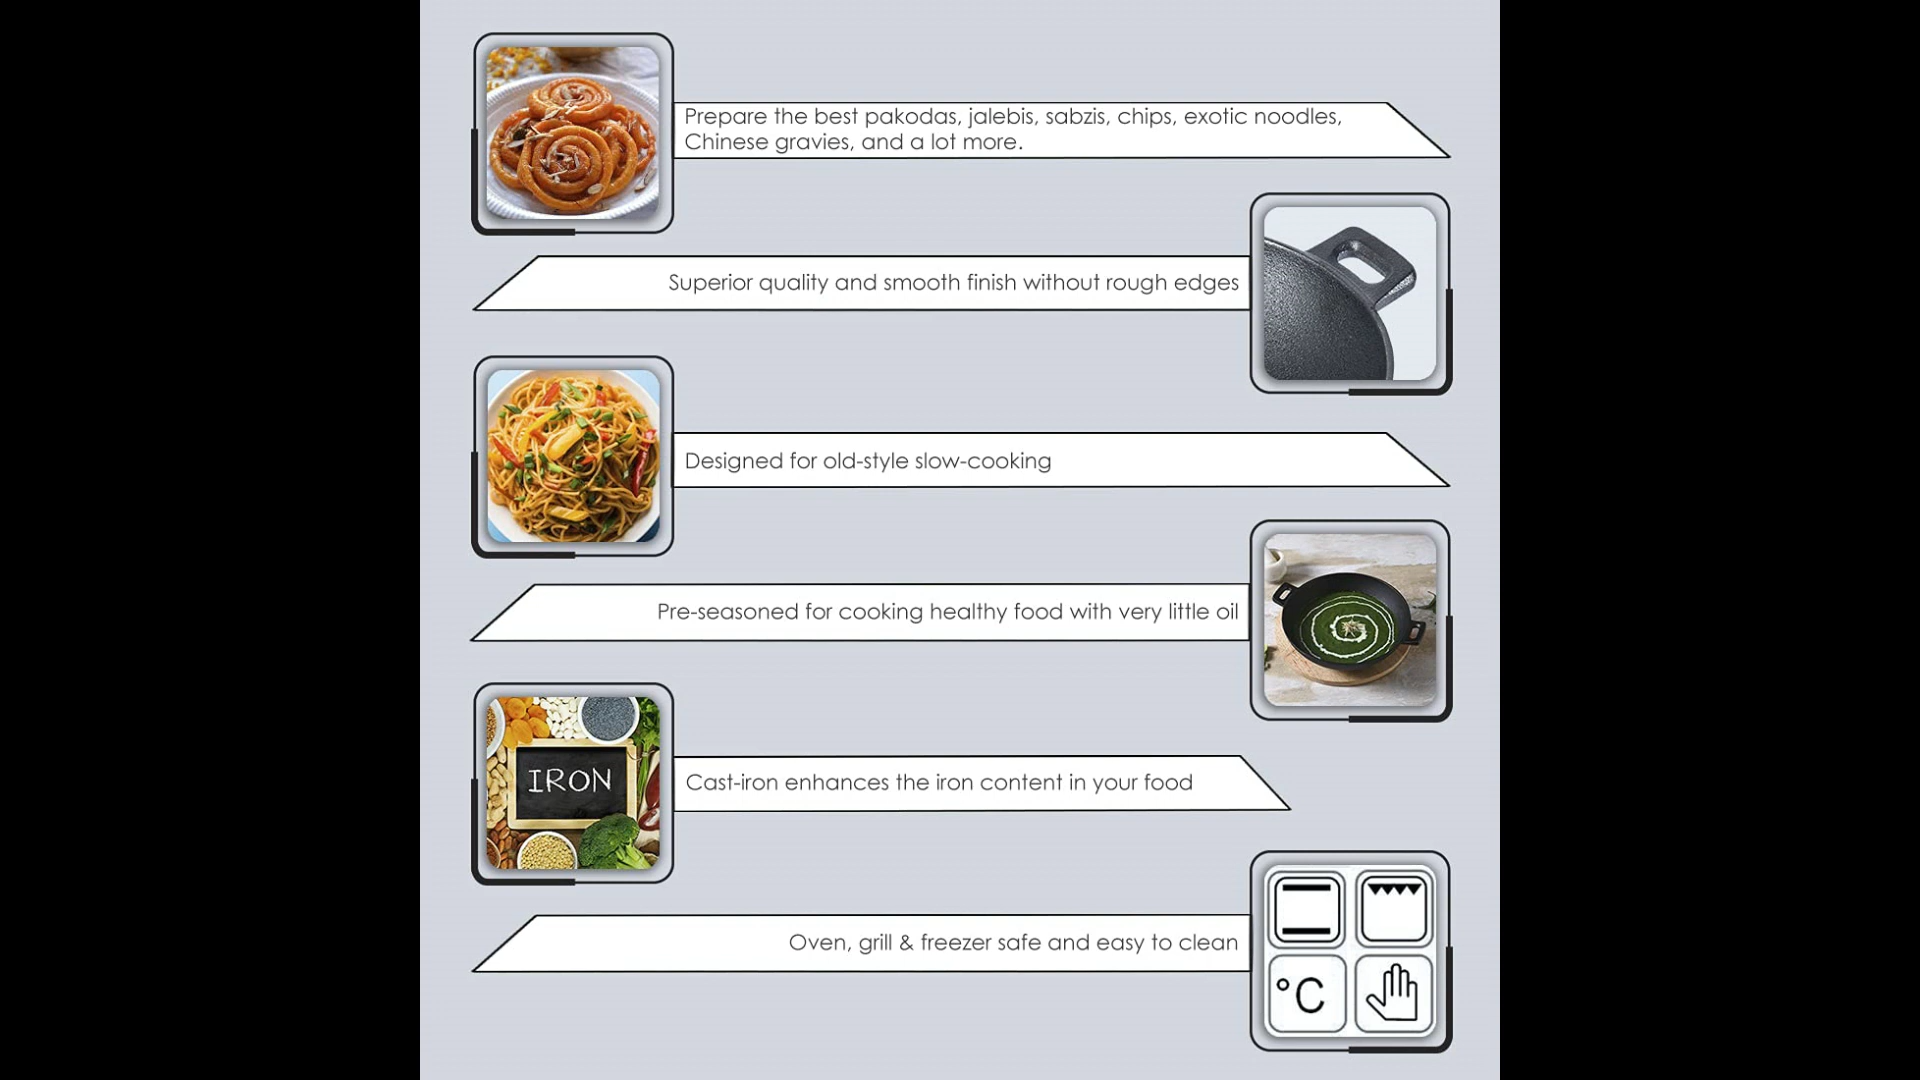 Prepare the best pakodas, jalebis, sabzis, chips, exotic noodles,
Chinese gravies, and a lot more.
Superior quality and smooth finish without rough edges
Designed for old-style slow-cooking
Pre-seasoned for cooking healthy food with very little oil
IRON
Cast-iron enhances the iron content in your food
Oven, grill & freezer safe and easy to clean
°C